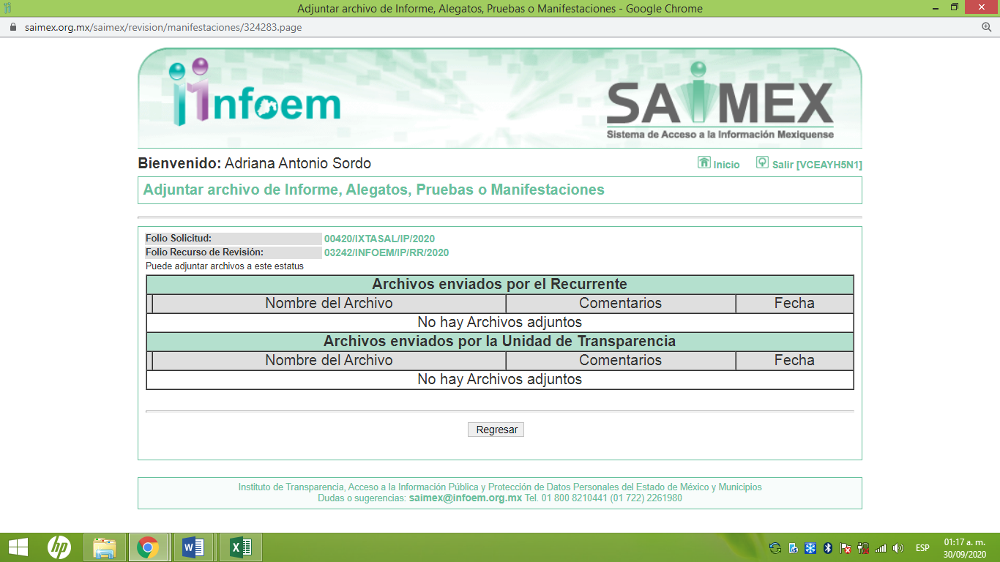 Adjuntar archivo de Informe, Alegatos, Pruebas o Manifestaciones - Google Chrome
saimex.org.mx/saimex/revision/manifestaciones/324283.page
infoem
SAIMEX
Sistema de Acceso a la Información Mexiquense
Bienvenido: Adriana Antonio Sordo
Inicio Salir [VCEAYH5N1]
Adjuntar archivo de Informe, Alegatos, Pruebas o Manifestaciones
Folio Solicitud: 00420/IXTASAL/IP/2020
Folio Recurso de Revisión: 03242/INFOEM/IP/RR/2020
Puede adjuntar archivos a este estatus
Archivos enviados por el Recurrente
Nombre del Archivo Comentarios Fecha
No hay Archivos adjuntos
Archivos enviados por la Unidad de Transparencia
Nombre del Archivo Comentarios Fecha
No hay Archivos adjuntos
Regresar
Instituto de Transparencia, Acceso a la Información Pública y Protección de Datos Personales del Estado de México y Municipios
Dudas o sugerencias: saimex@infoem.org.mx Tel. 01 800 8210441 (01 722) 2261980
hp
ESP
01:17 a. m.
30/09/2020